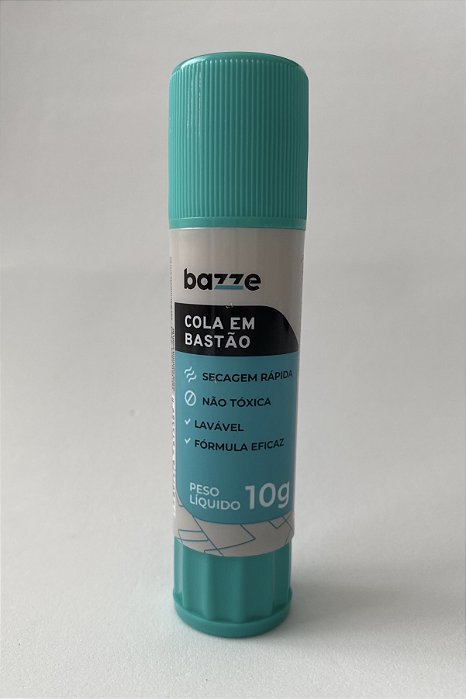 bazze
COLA EM
BASTÃO
SECAGEM RÁPIDA
NÃO TÓXICA
LAVÁVEL
FÓRMULA EFICAZ
PESO
LÍQUIDO 10g